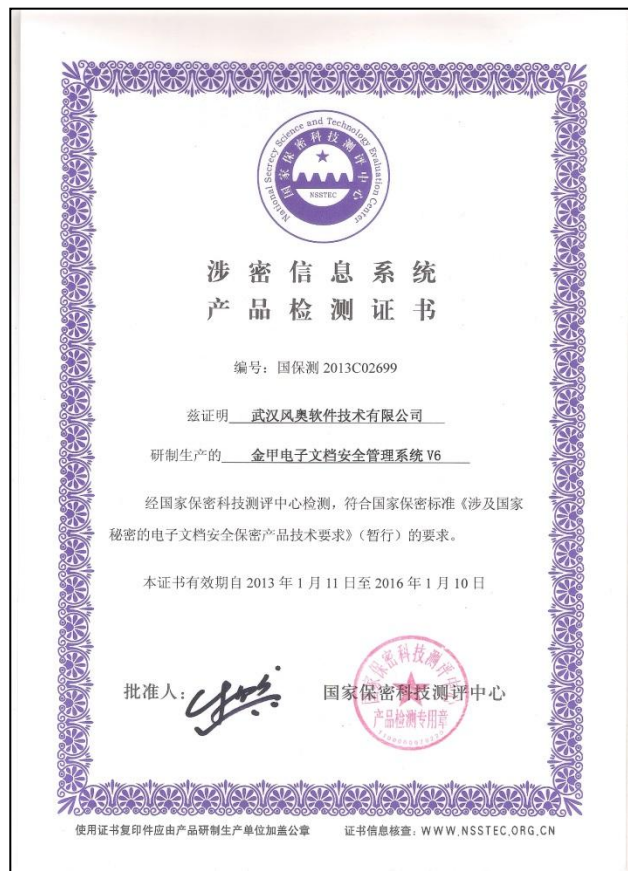 National Secrecy Science and Technology Evaluation Center
国家保密科技测评中心
NSSTEC
涉密信息系统
产品检测证书
编号：国保测 2013C02699
兹证明 武汉风奥软件技术有限公司
研制生产的 金甲电子文档安全管理系统 V6
经国家保密科技测评中心检测，符合国家保密标准《涉及国家
秘密的电子文档安全保密产品技术要求》（暂行）的要求。
本证书有效期自 2013 年 1 月 11 日至 2016 年 1 月 10 日
批准人：
国家保密科技测评中心
国家保密科技测评中心
产品检测专用章
使用证书复印件应由产品研制生产单位加盖公章 证书信息核查：WWW.NSSTEC.ORG.CN